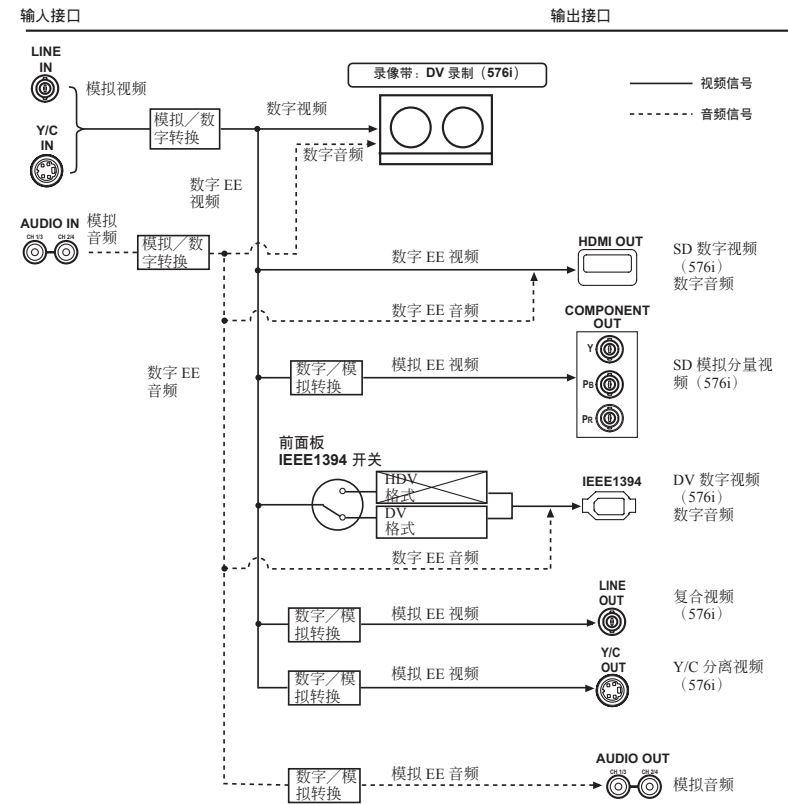 输入接口
输出接口
LINE
IN
模拟视频
Y/C
IN
模拟／数
字转换
数字视频
录像带：DV 录制（576i）
数字音频
视频信号
音频信号
数字 EE
视频
AUDIO IN
CH 1/3 CH 2/4
模拟
音频
模拟／数
字转换
数字 EE 视频
HDMI OUT
SD 数字视频
（576i）
数字音频
数字 EE 音频
数字 EE
音频
数字／模
拟转换
模拟 EE 视频
COMPONENT
OUT
Y
PB
PR
SD 模拟分量视
频（576i）
前面板
IEEE1394 开关
HDV
格式
DV
格式
IEEE1394
DV 数字视频
（576i）
数字音频
数字 EE 音频
数字／模
拟转换
模拟 EE 视频
LINE
OUT
复合视频
（576i）
数字／模
拟转换
模拟 EE 视频
Y/C
OUT
Y/C 分离视频
（576i）
数字／模
拟转换
模拟 EE 音频
AUDIO OUT
CH 1/3 CH 2/4
模拟音频